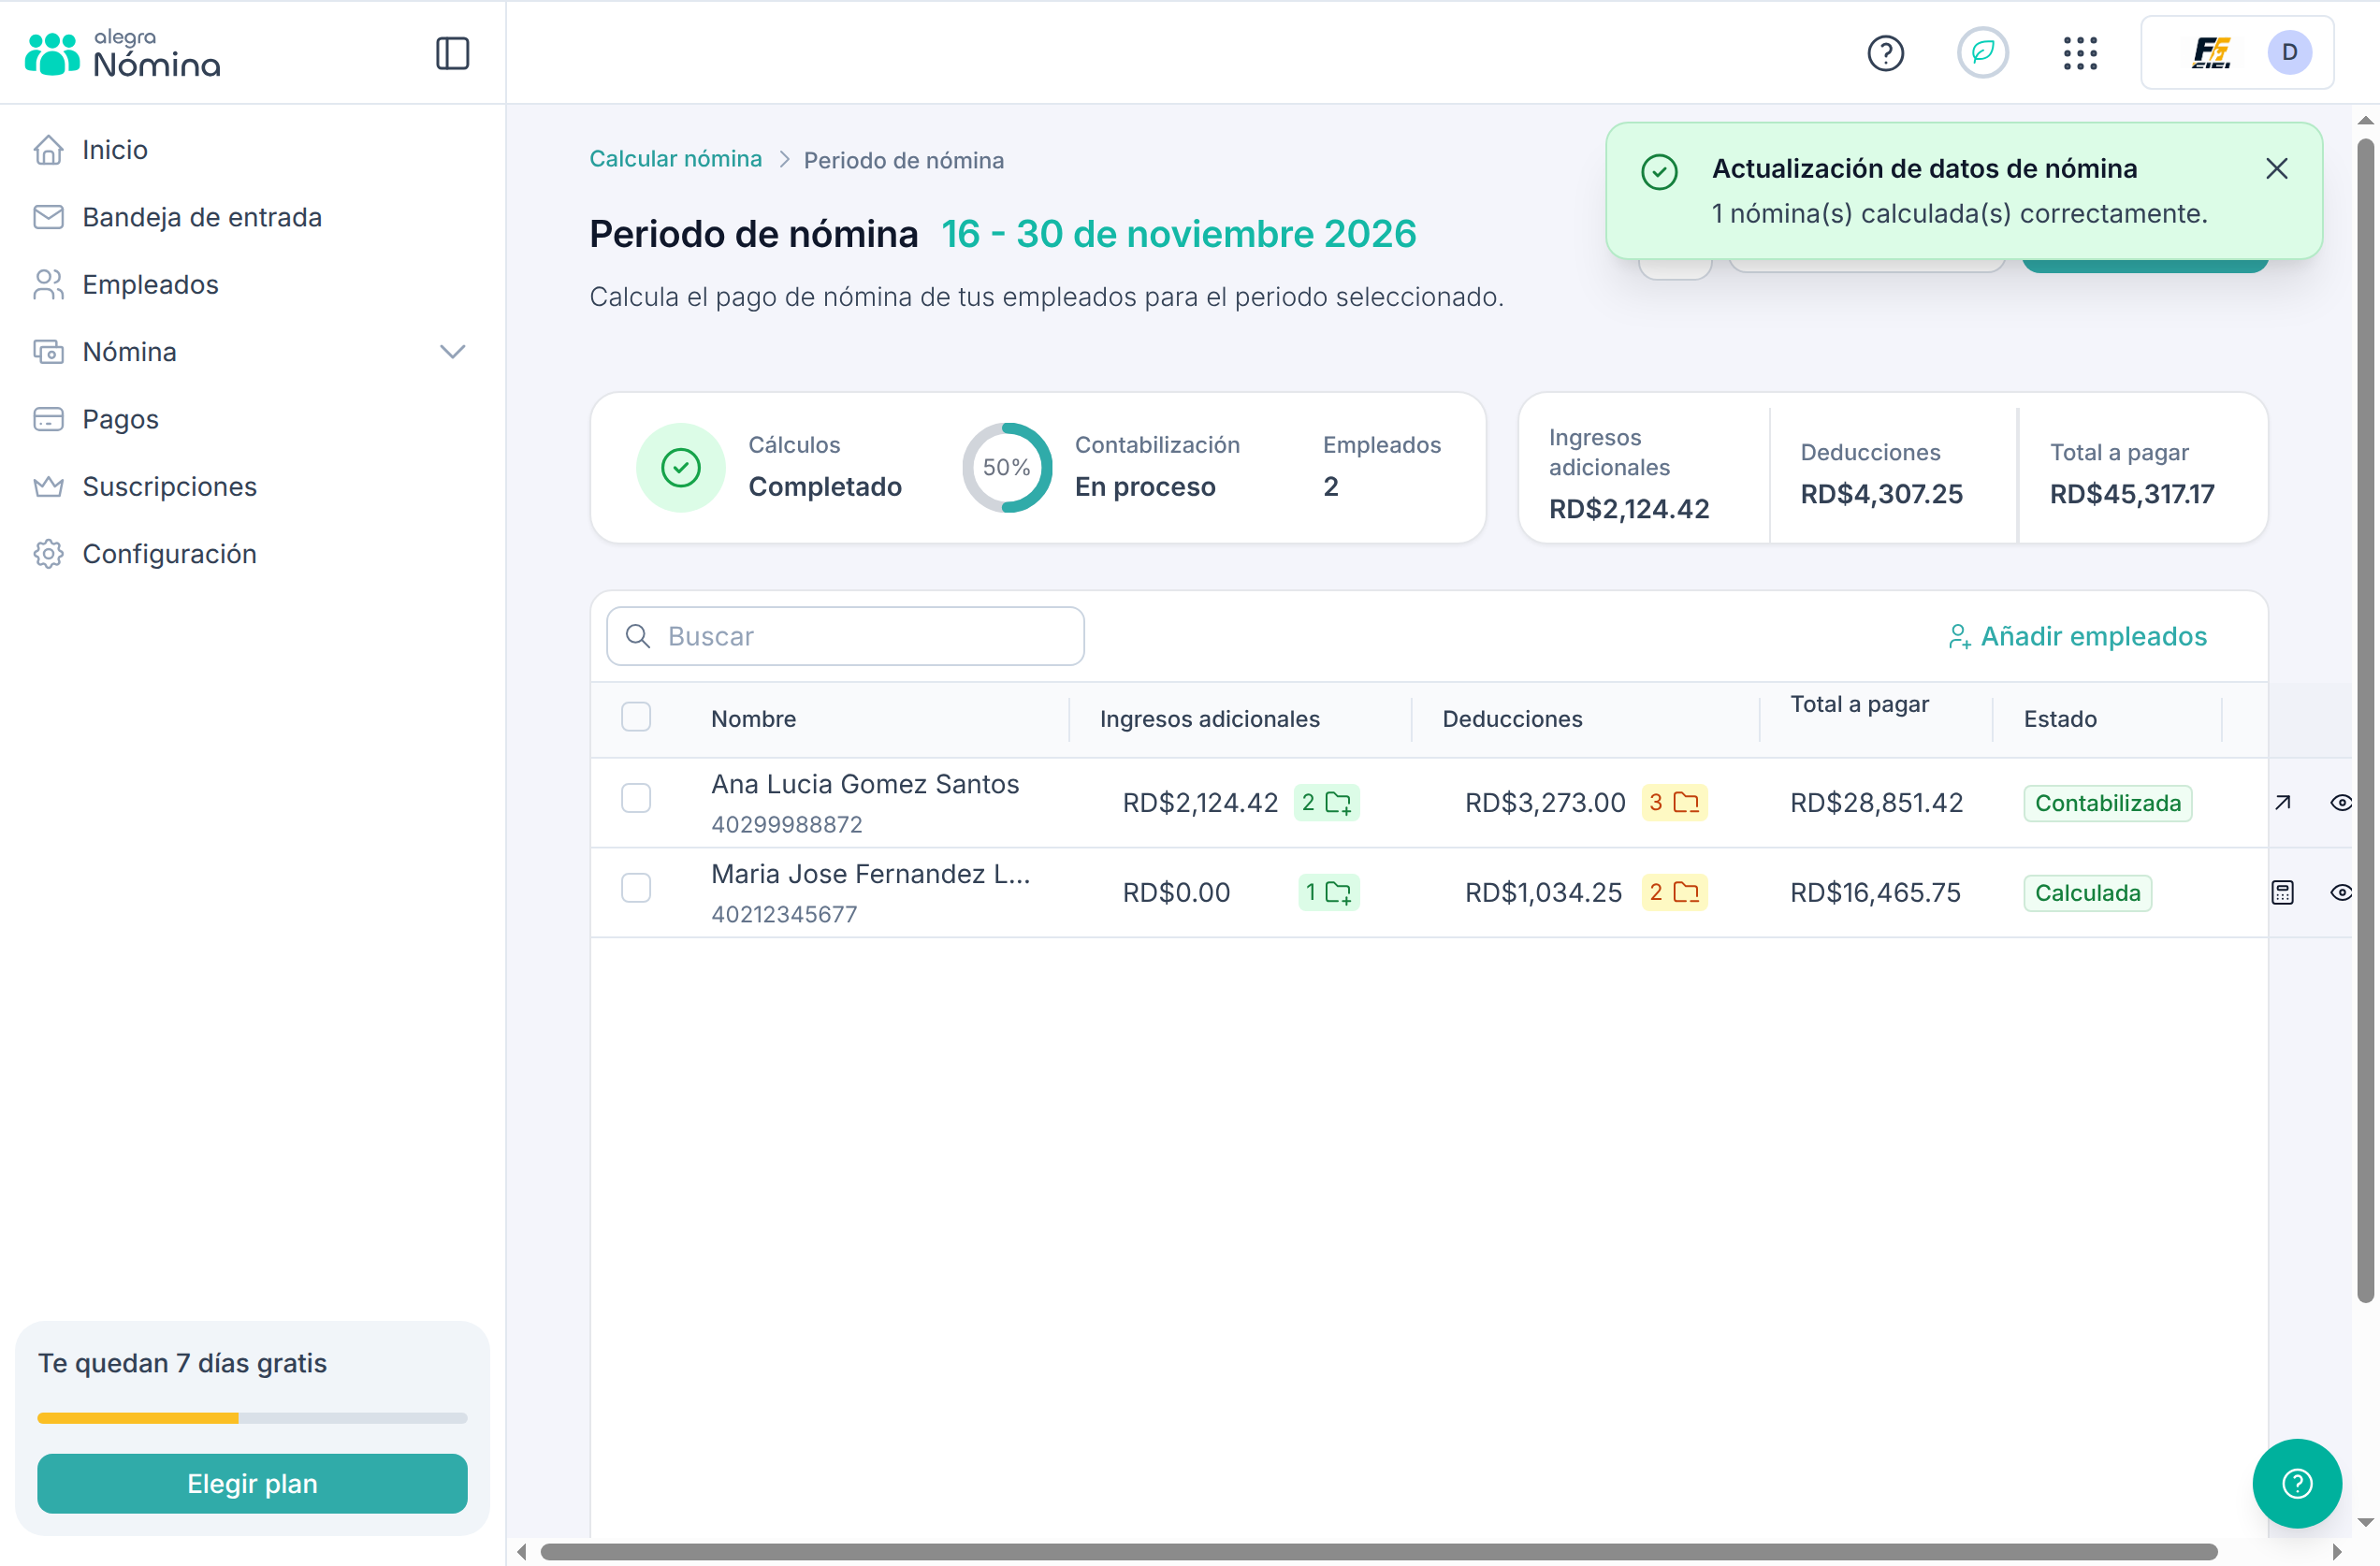 alegra
Nómina
D
Inicio
Bandeja de entrada
Empleados
Nómina
Pagos
Suscripciones
Configuración
Te quedan 7 días gratis
Elegir plan
Calcular nómina > Periodo de nómina
Periodo de nómina 16 - 30 de noviembre 2026
Calcula el pago de nómina de tus empleados para el periodo seleccionado.
Actualización de datos de nómina
1 nómina(s) calculada(s) correctamente.
Cálculos
Completado
50%
Contabilización
En proceso
Empleados
2
Ingresos
adicionales
RD$2,124.42
Deducciones
RD$4,307.25
Total a pagar
RD$45,317.17
Buscar
Añadir empleados
Nombre Ingresos adicionales Deducciones Total a pagar Estado
Ana Lucia Gomez Santos
40299988872
RD$2,124.42 2 RD$3,273.00 3 RD$28,851.42 Contabilizada
Maria Jose Fernandez L...
40212345677
RD$0.00 1 RD$1,034.25 2 RD$16,465.75 Calculada